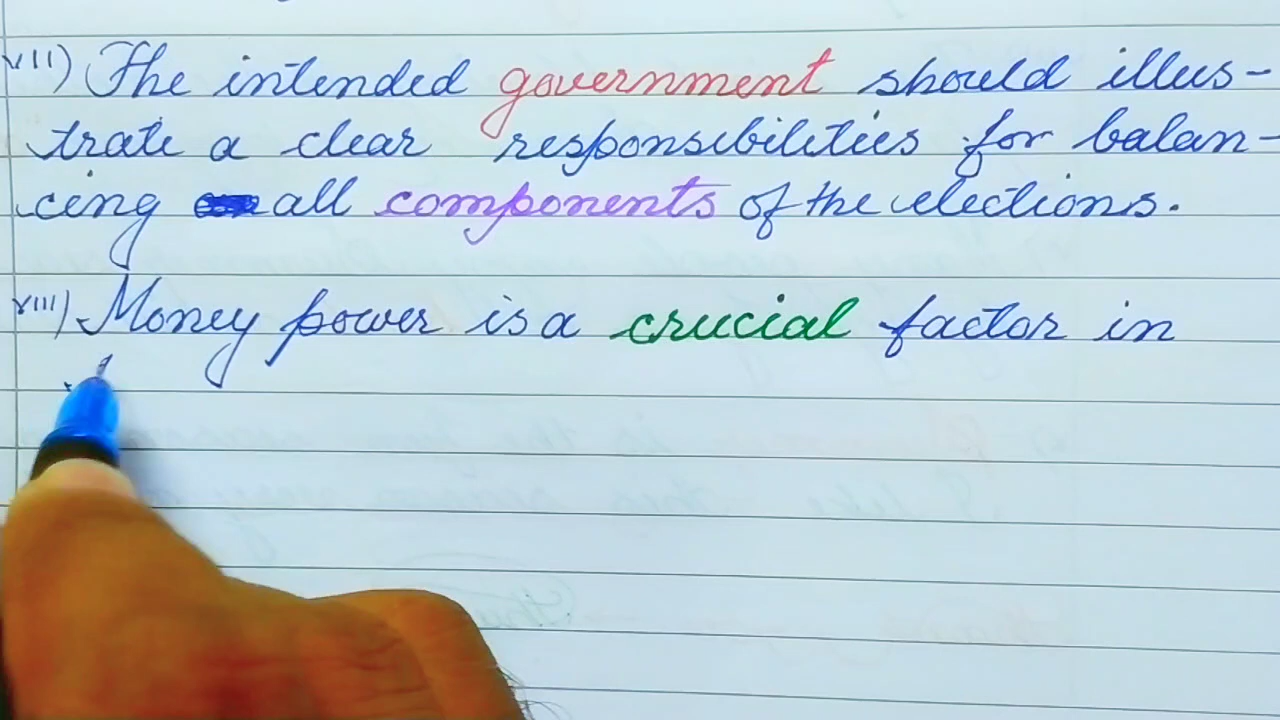 vii) The intended government should illus-
trate a clear responsibilities for balan-
cing all components of the elections.
viii) Money power is a crucial factor in